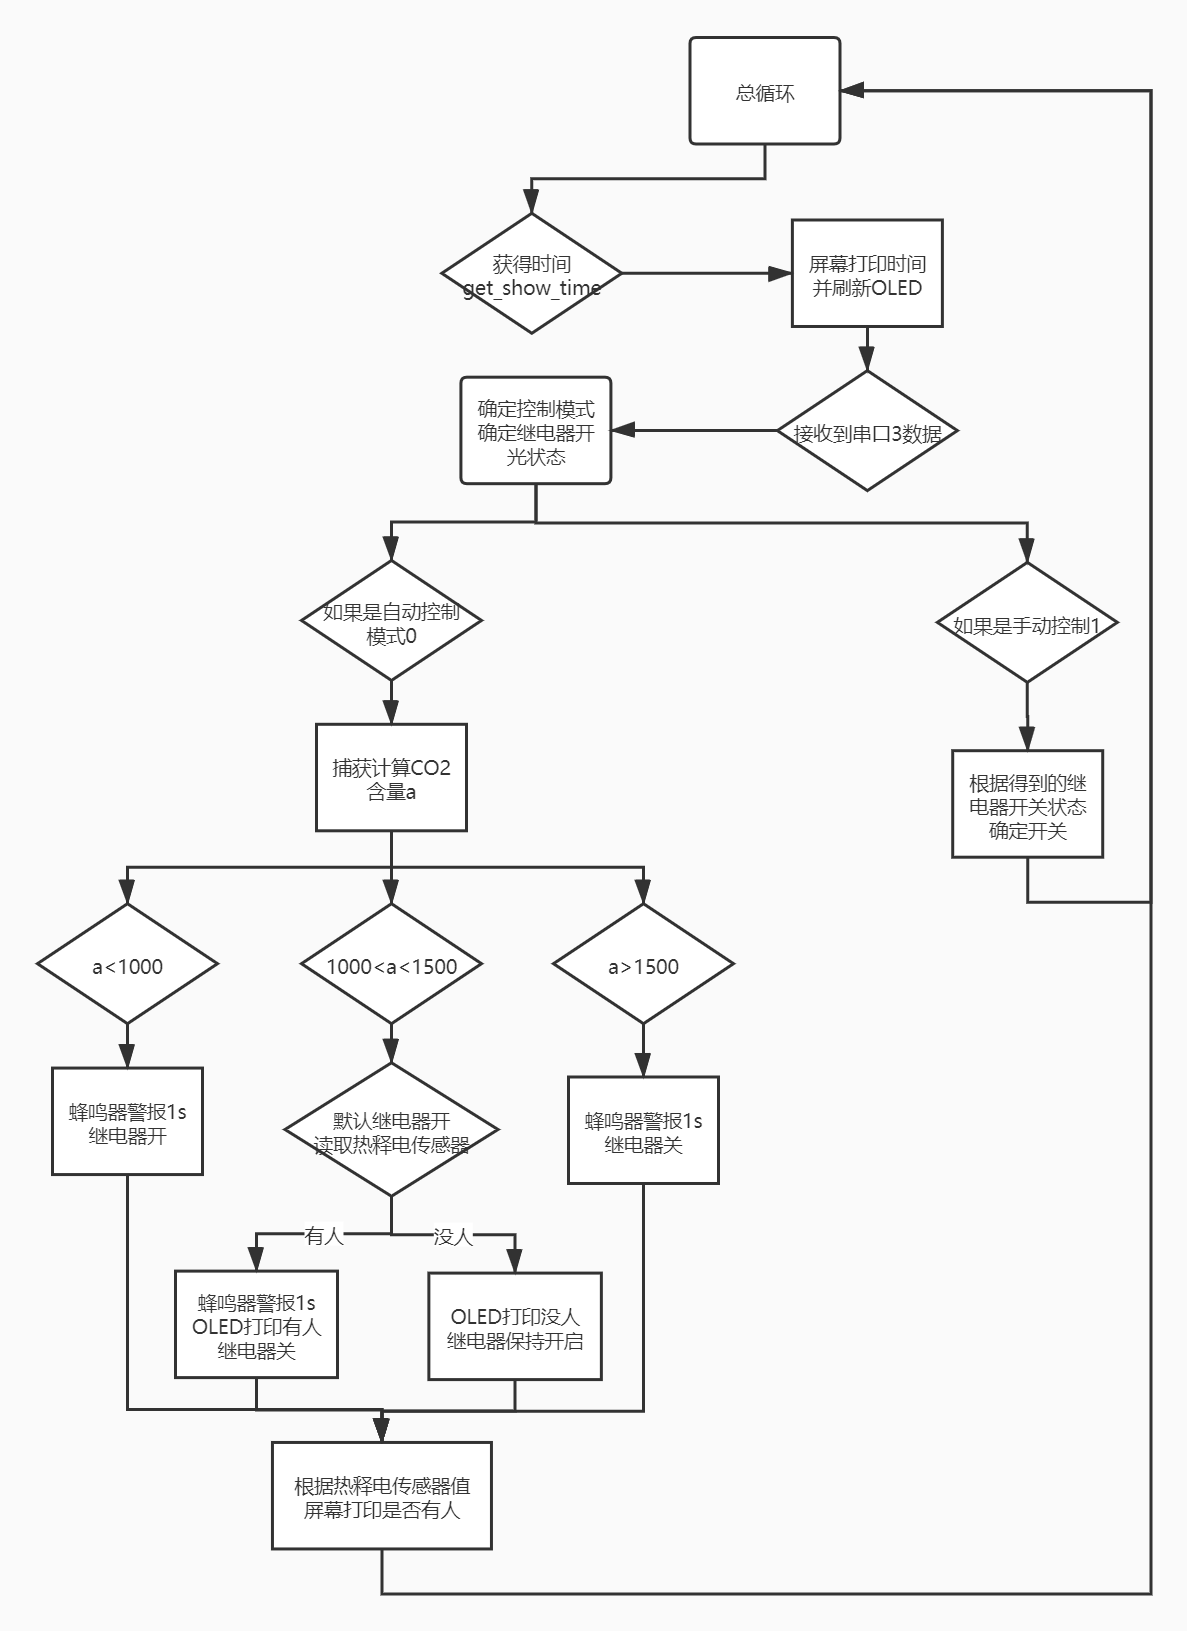 总循环
获得时间
get_show_time
屏幕打印时间
并刷新OLED
确定控制模式
确定继电器开
光状态
接收到串口3数据
如果是自动控制
模式0
如果是手动控制1
捕获计算CO2
含量a
根据得到的继
电器开关状态
确定开关
a<1000
1000<a<1500
a>1500
蜂鸣器警报1s
继电器开
默认继电器开
读取热释电传感器
蜂鸣器警报1s
继电器关
有人
没人
蜂鸣器警报1s
OLED打印有人
继电器关
OLED打印没人
继电器保持开启
根据热释电传感器值
屏幕打印是否有人